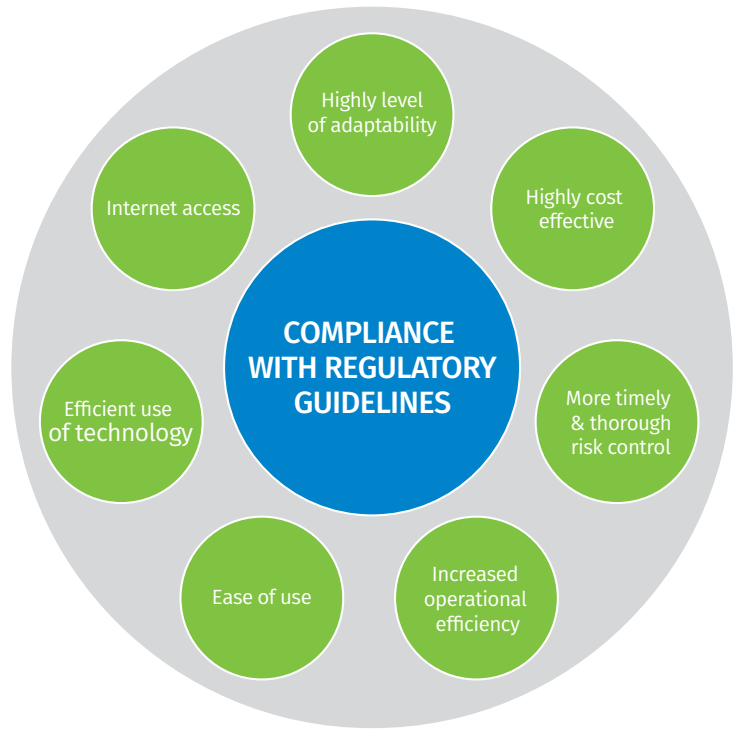 Highly level
of adaptability
Highly cost
effective
More timely
& thorough
risk control
Increased
operational
efficiency
Ease of use
Efficient use
of technology
Internet access
COMPLIANCE
WITH REGULATORY
GUIDELINES